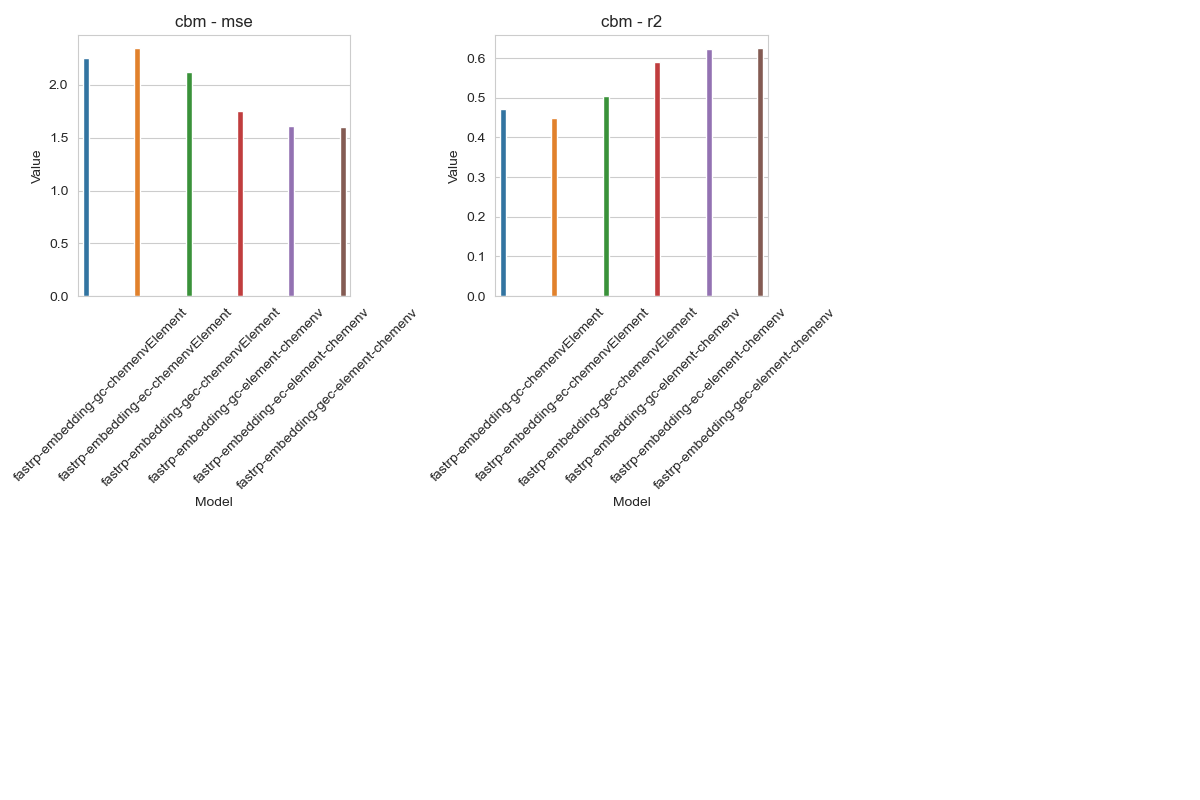 cbm - mse
Value
2.0
1.5
1.0
0.5
0.0
fastrp-embedding-gc-chemenvElement
fastrp-embedding-ec-chemenvElement
fastrp-embedding-gec-chemenvElement
fastrp-embedding-gc-element-chemenv
fastrp-embedding-ec-element-chemenv
fastrp-embedding-gec-element-chemenv
Model
cbm - r2
Value
0.6
0.5
0.4
0.3
0.2
0.1
0.0
fastrp-embedding-gc-chemenvElement
fastrp-embedding-ec-chemenvElement
fastrp-embedding-gec-chemenvElement
fastrp-embedding-gc-element-chemenv
fastrp-embedding-ec-element-chemenv
fastrp-embedding-gec-element-chemenv
Model